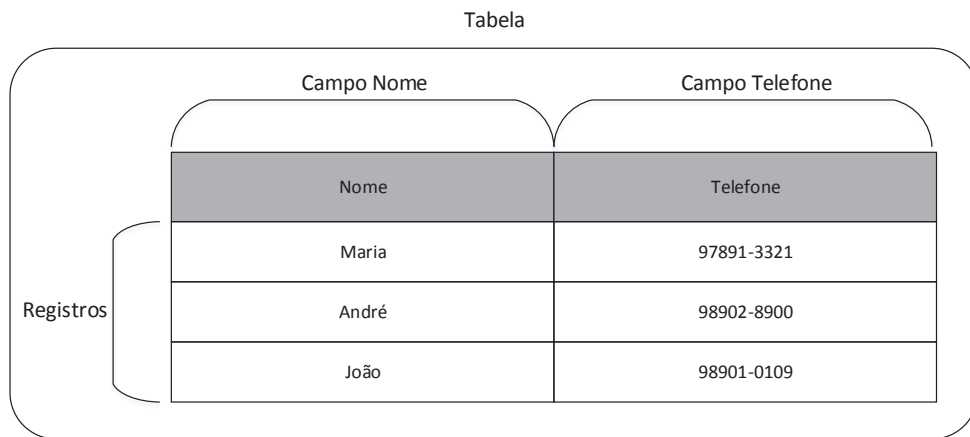 Tabela
Campo Nome Campo Telefone
Nome Telefone
Maria 97891-3321
Registros
André 98902-8900
João 98901-0109